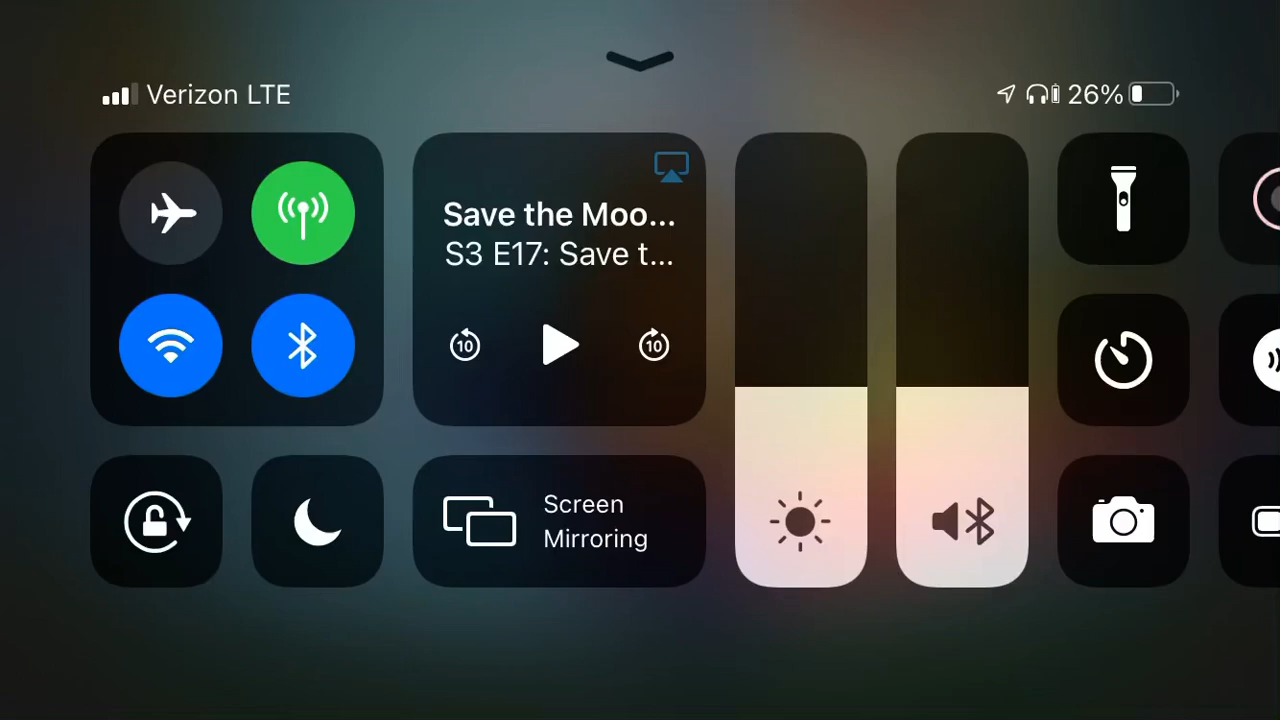 Verizon LTE
26%
Save the Moo...
S3 E17: Save t...
10
10
Screen
Mirroring